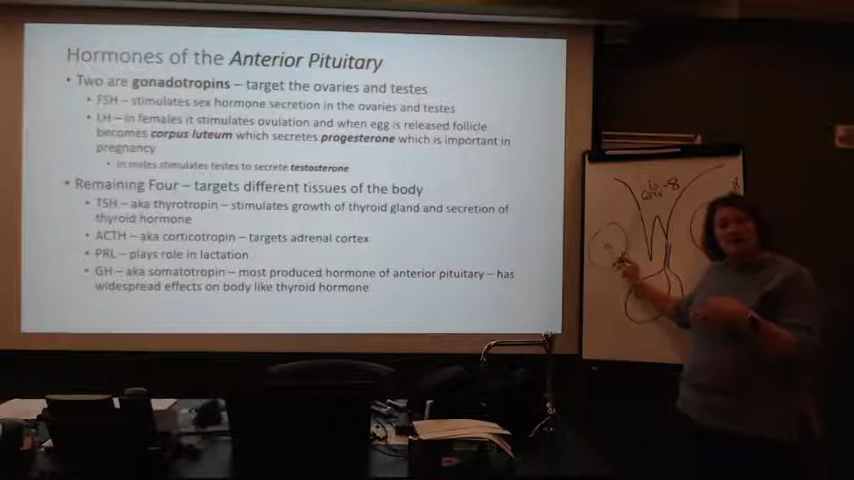 Hormones of the Anterior Pituitary
• Two are gonadotropins – target the ovaries and testes
• FSH – stimulates sex hormone secretion in the ovaries and testes
• LH – in females it stimulates ovulation and when egg is released follicle
becomes corpus luteum which secretes progesterone which is important in
pregnancy
• In males stimulates testes to secrete testosterone
• Remaining Four – targets different tissues of the body
• TSH – aka thyrotropin – stimulates growth of thyroid gland and secretion of
thyroid hormone
• ACTH – aka corticotropin - targets adrenal cortex
• PRL – plays role in lactation
• GH – aka somatotropin – most produced hormone of anterior pituitary – has
widespread effects on body like thyroid hormone